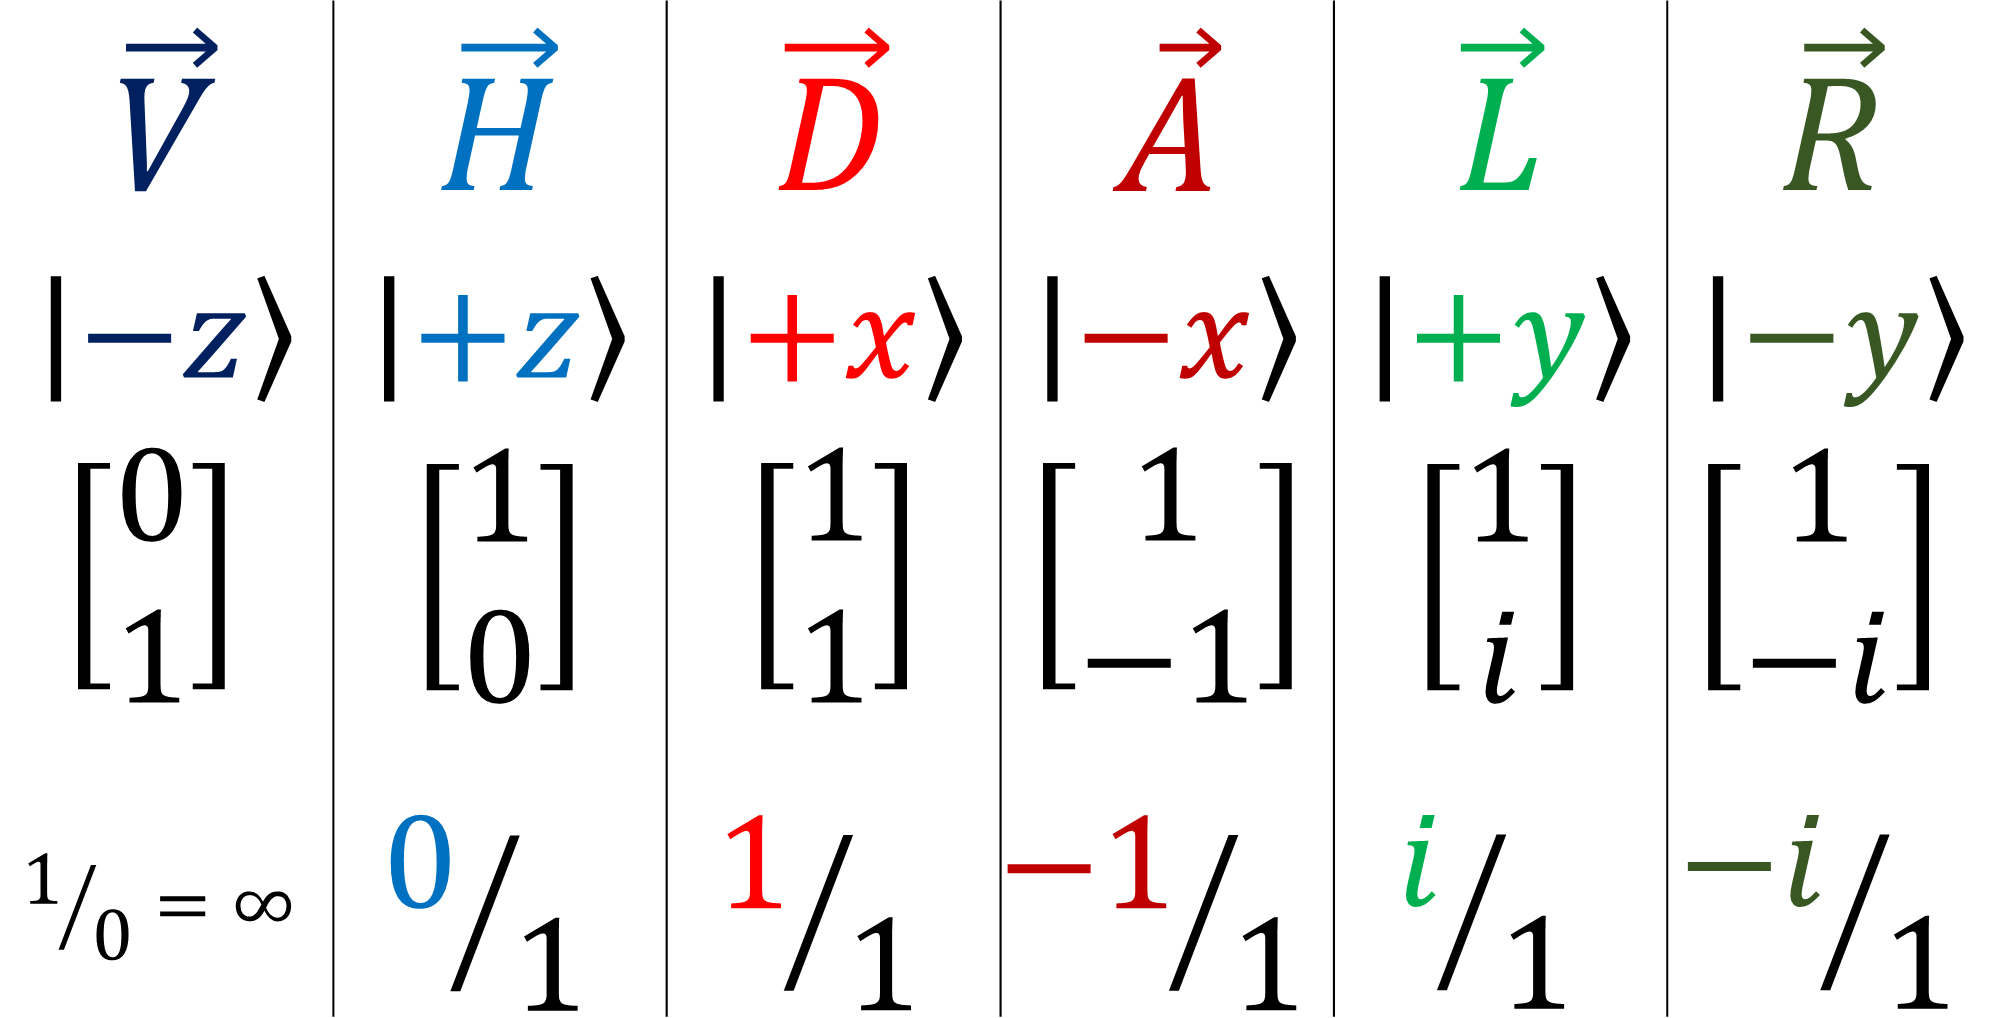 V⃗ H⃗ D⃗ A⃗ L⃗ R⃗
|−z⟩ |+z⟩ |+x⟩ |−x⟩ |+y⟩ |−y⟩
[0 [1 [1 [1 [1 [1
1] 0] 1] −1] i] −i]
1/0 = ∞ 0/1 1/1 −1/1 i/1 −i/1